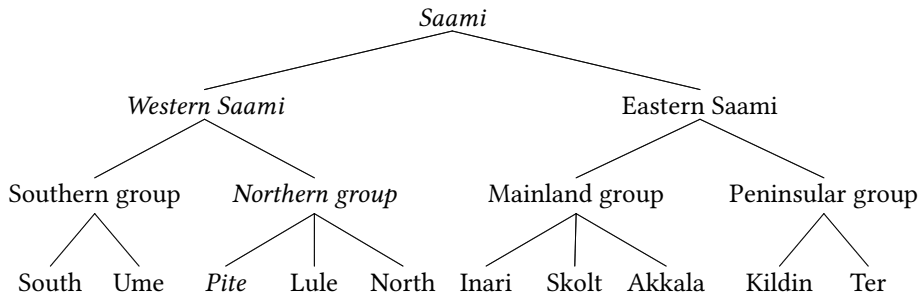 Saami
Western Saami Eastern Saami
Southern group Northern group Mainland group Peninsular group
South Ume Pite Lule North Inari Skolt Akkala Kildin Ter